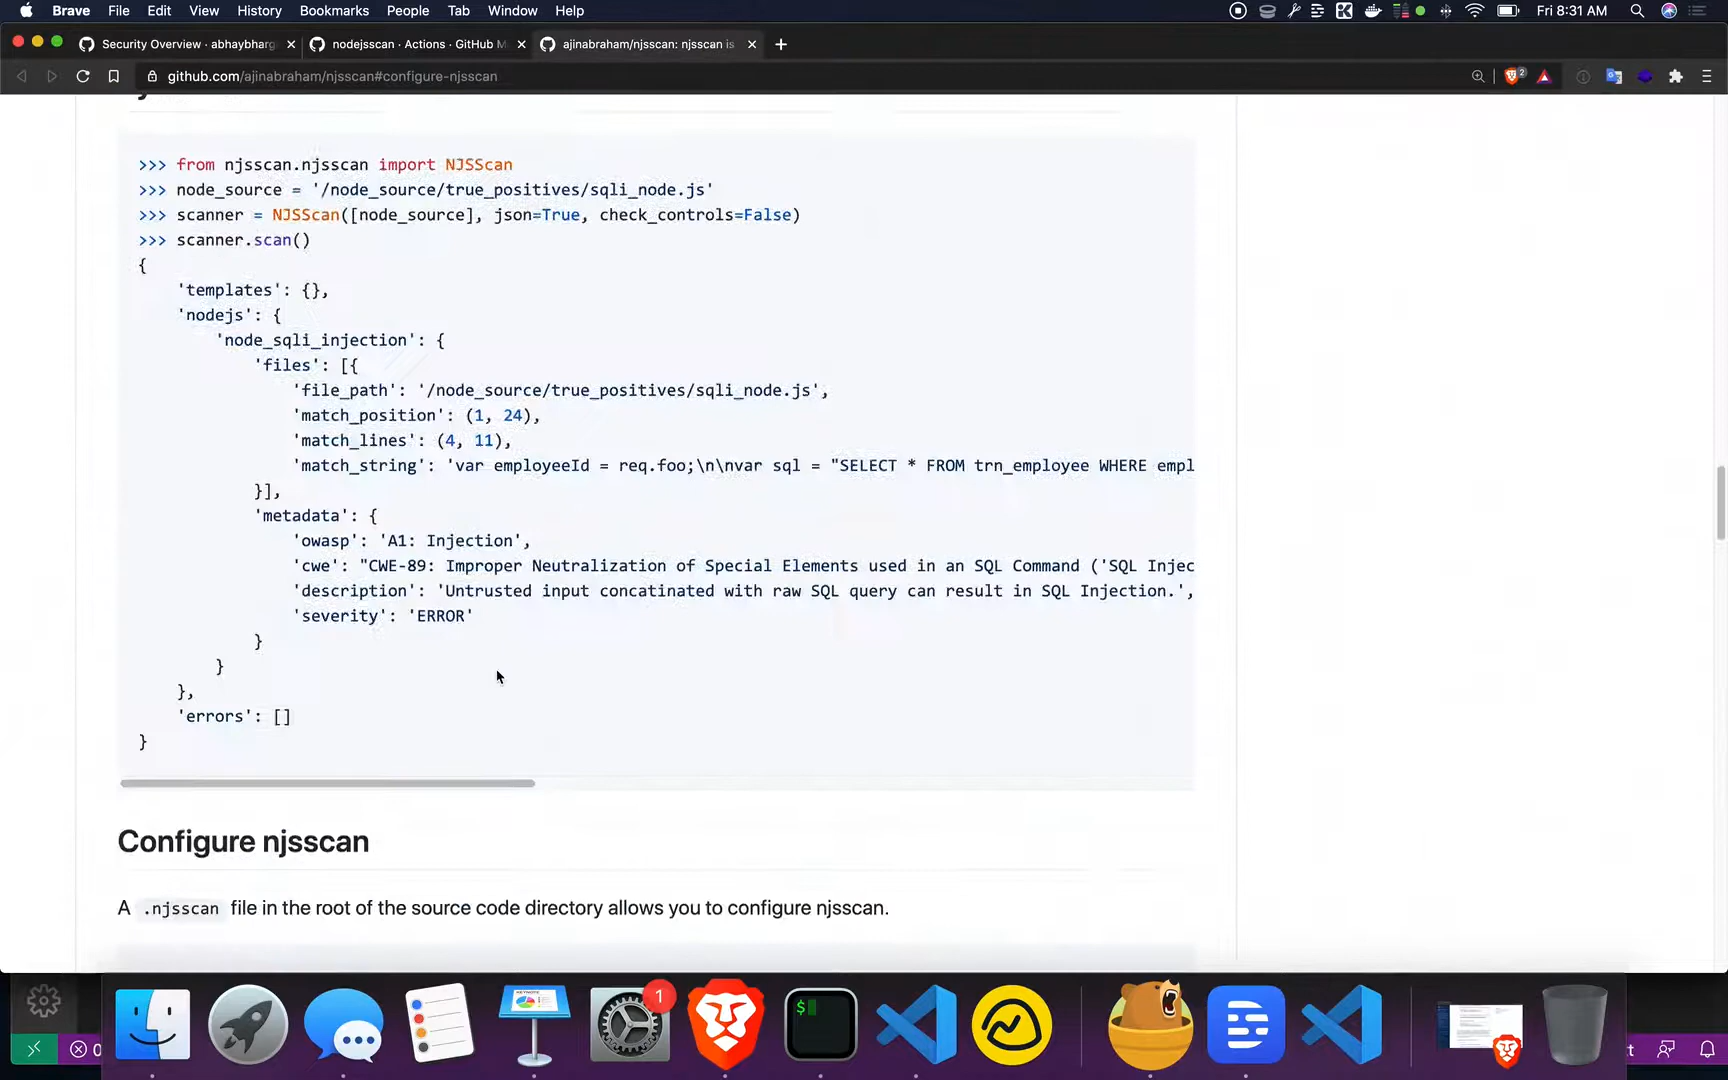 Brave File Edit View History Bookmarks People Tab Window Help Fri 8:31 AM
Security Overview · abhaybharg nodejsscan · Actions · GitHub M ajinabraham/njsscan: njsscan is
github.com/ajinabraham/njsscan#configure-njsscan 2
>>> from njsscan.njsscan import NJSScan
>>> node_source = '/node_source/true_positives/sqli_node.js'
>>> scanner = NJSScan([node_source], json=True, check_controls=False)
>>> scanner.scan()
{
'templates': {},
'nodejs': {
'node_sqli_injection': {
'files': [{
'file_path': '/node_source/true_positives/sqli_node.js',
'match_position': (1, 24),
'match_lines': (4, 11),
'match_string': 'var employeeId = req.foo;\n\nvar sql = "SELECT * FROM trn_employee WHERE empl
}],
'metadata': {
'owasp': 'A1: Injection',
'cwe': "CWE-89: Improper Neutralization of Special Elements used in an SQL Command ('SQL Injec
'description': 'Untrusted input concatinated with raw SQL query can result in SQL Injection.',
'severity': 'ERROR'
}
}
},
'errors': []
}
Configure njsscan
A .njsscan file in the root of the source code directory allows you to configure njsscan.
1
$
0
t